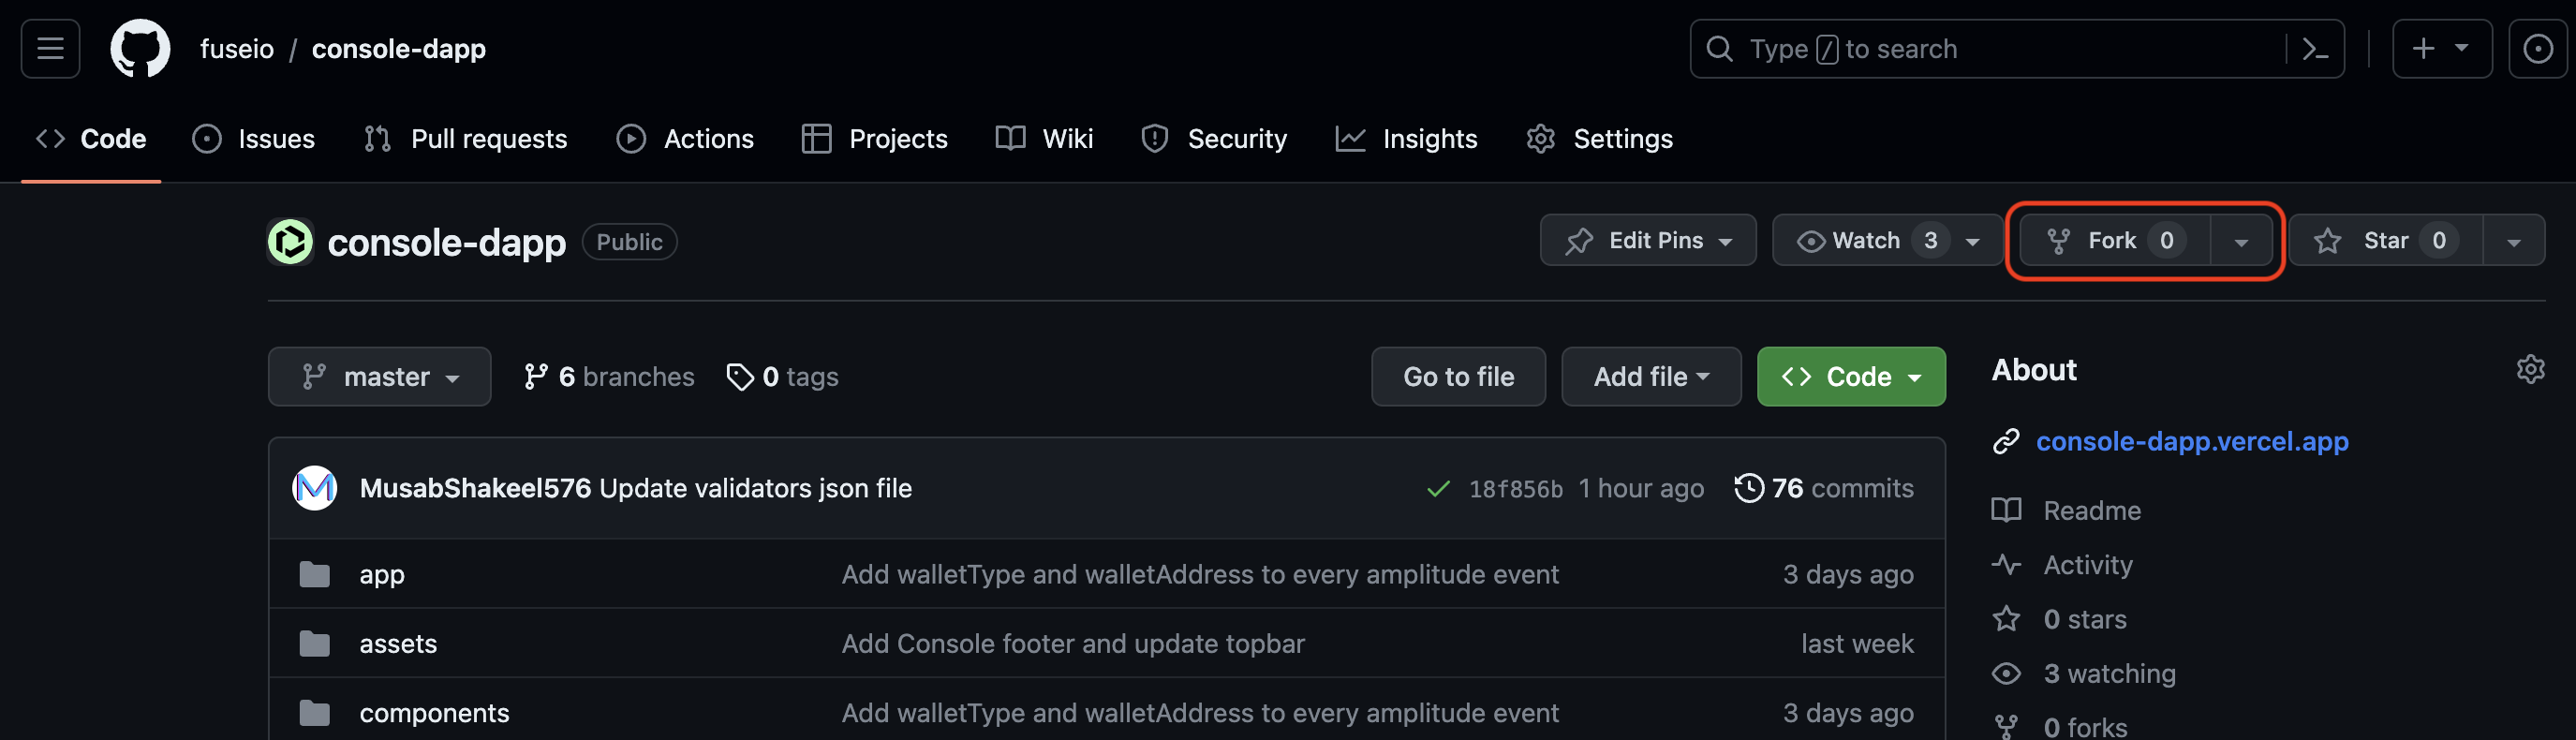 fuseio / console-dapp
Type / to search
Code Issues Pull requests Actions Projects Wiki Security Insights Settings
console-dapp Public
Edit Pins Watch 3 Fork 0 Star 0
master 6 branches 0 tags
Go to file Add file Code
MusabShakeel576 Update validators json file 18f856b 1 hour ago 76 commits
app Add walletType and walletAddress to every amplitude event 3 days ago
assets Add Console footer and update topbar last week
components Add walletType and walletAddress to every amplitude event 3 days ago
About
console-dapp.vercel.app
Readme
Activity
0 stars
3 watching
0 forks